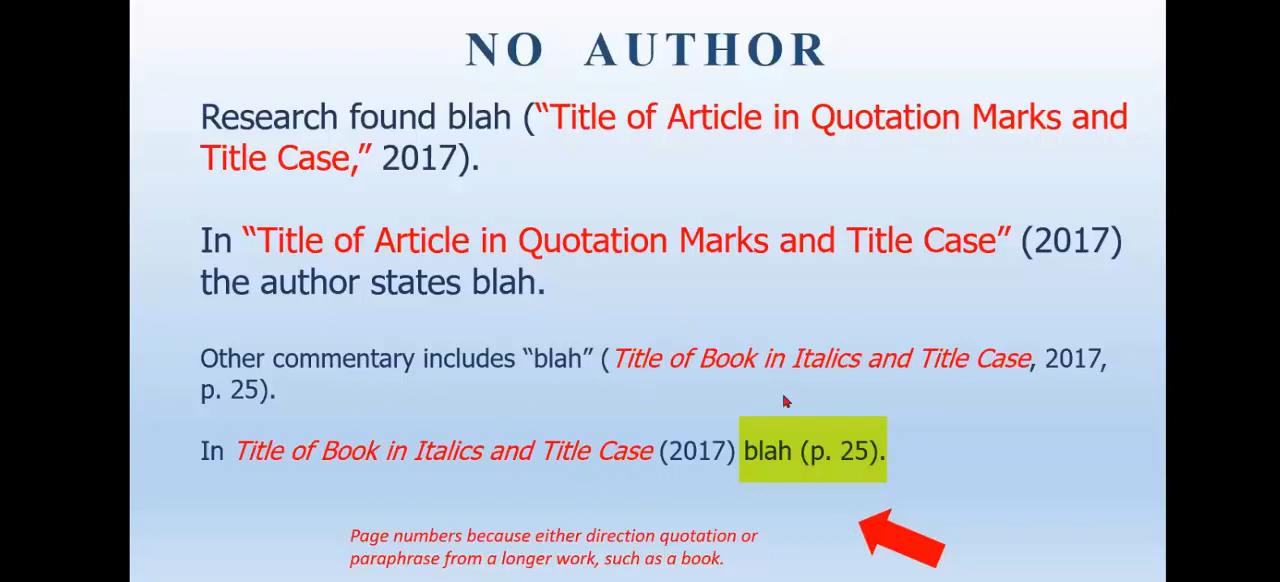 NO AUTHOR
Research found blah (“Title of Article in Quotation Marks and
Title Case,” 2017).
In “Title of Article in Quotation Marks and Title Case” (2017)
the author states blah.
Other commentary includes “blah” (Title of Book in Italics and Title Case, 2017,
p. 25).
In Title of Book in Italics and Title Case (2017) blah (p. 25).
Page numbers because either direction quotation or
paraphrase from a longer work, such as a book.